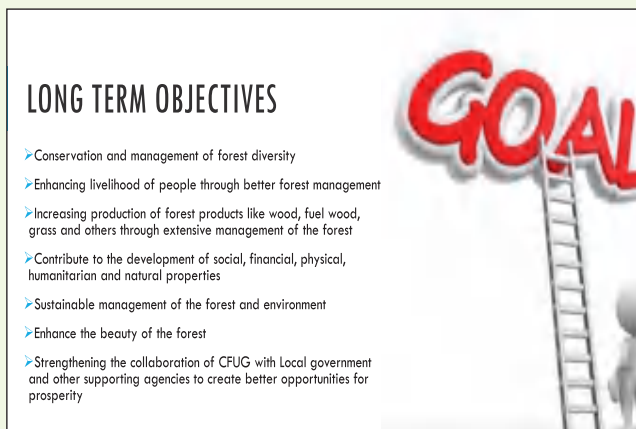 LONG TERM OBJECTIVES
GOAL
➢Conservation and management of forest diversity
➢Enhancing livelihood of people through better forest management
➢Increasing production of forest products like wood, fuel wood,
grass and others through extensive management of the forest
➢Contribute to the development of social, financial, physical,
humanitarian and natural properties
➢Sustainable management of the forest and environment
➢Enhance the beauty of the forest
➢Strengthening the collaboration of CFUG with Local government
and other supporting agencies to create better opportunities for
prosperity